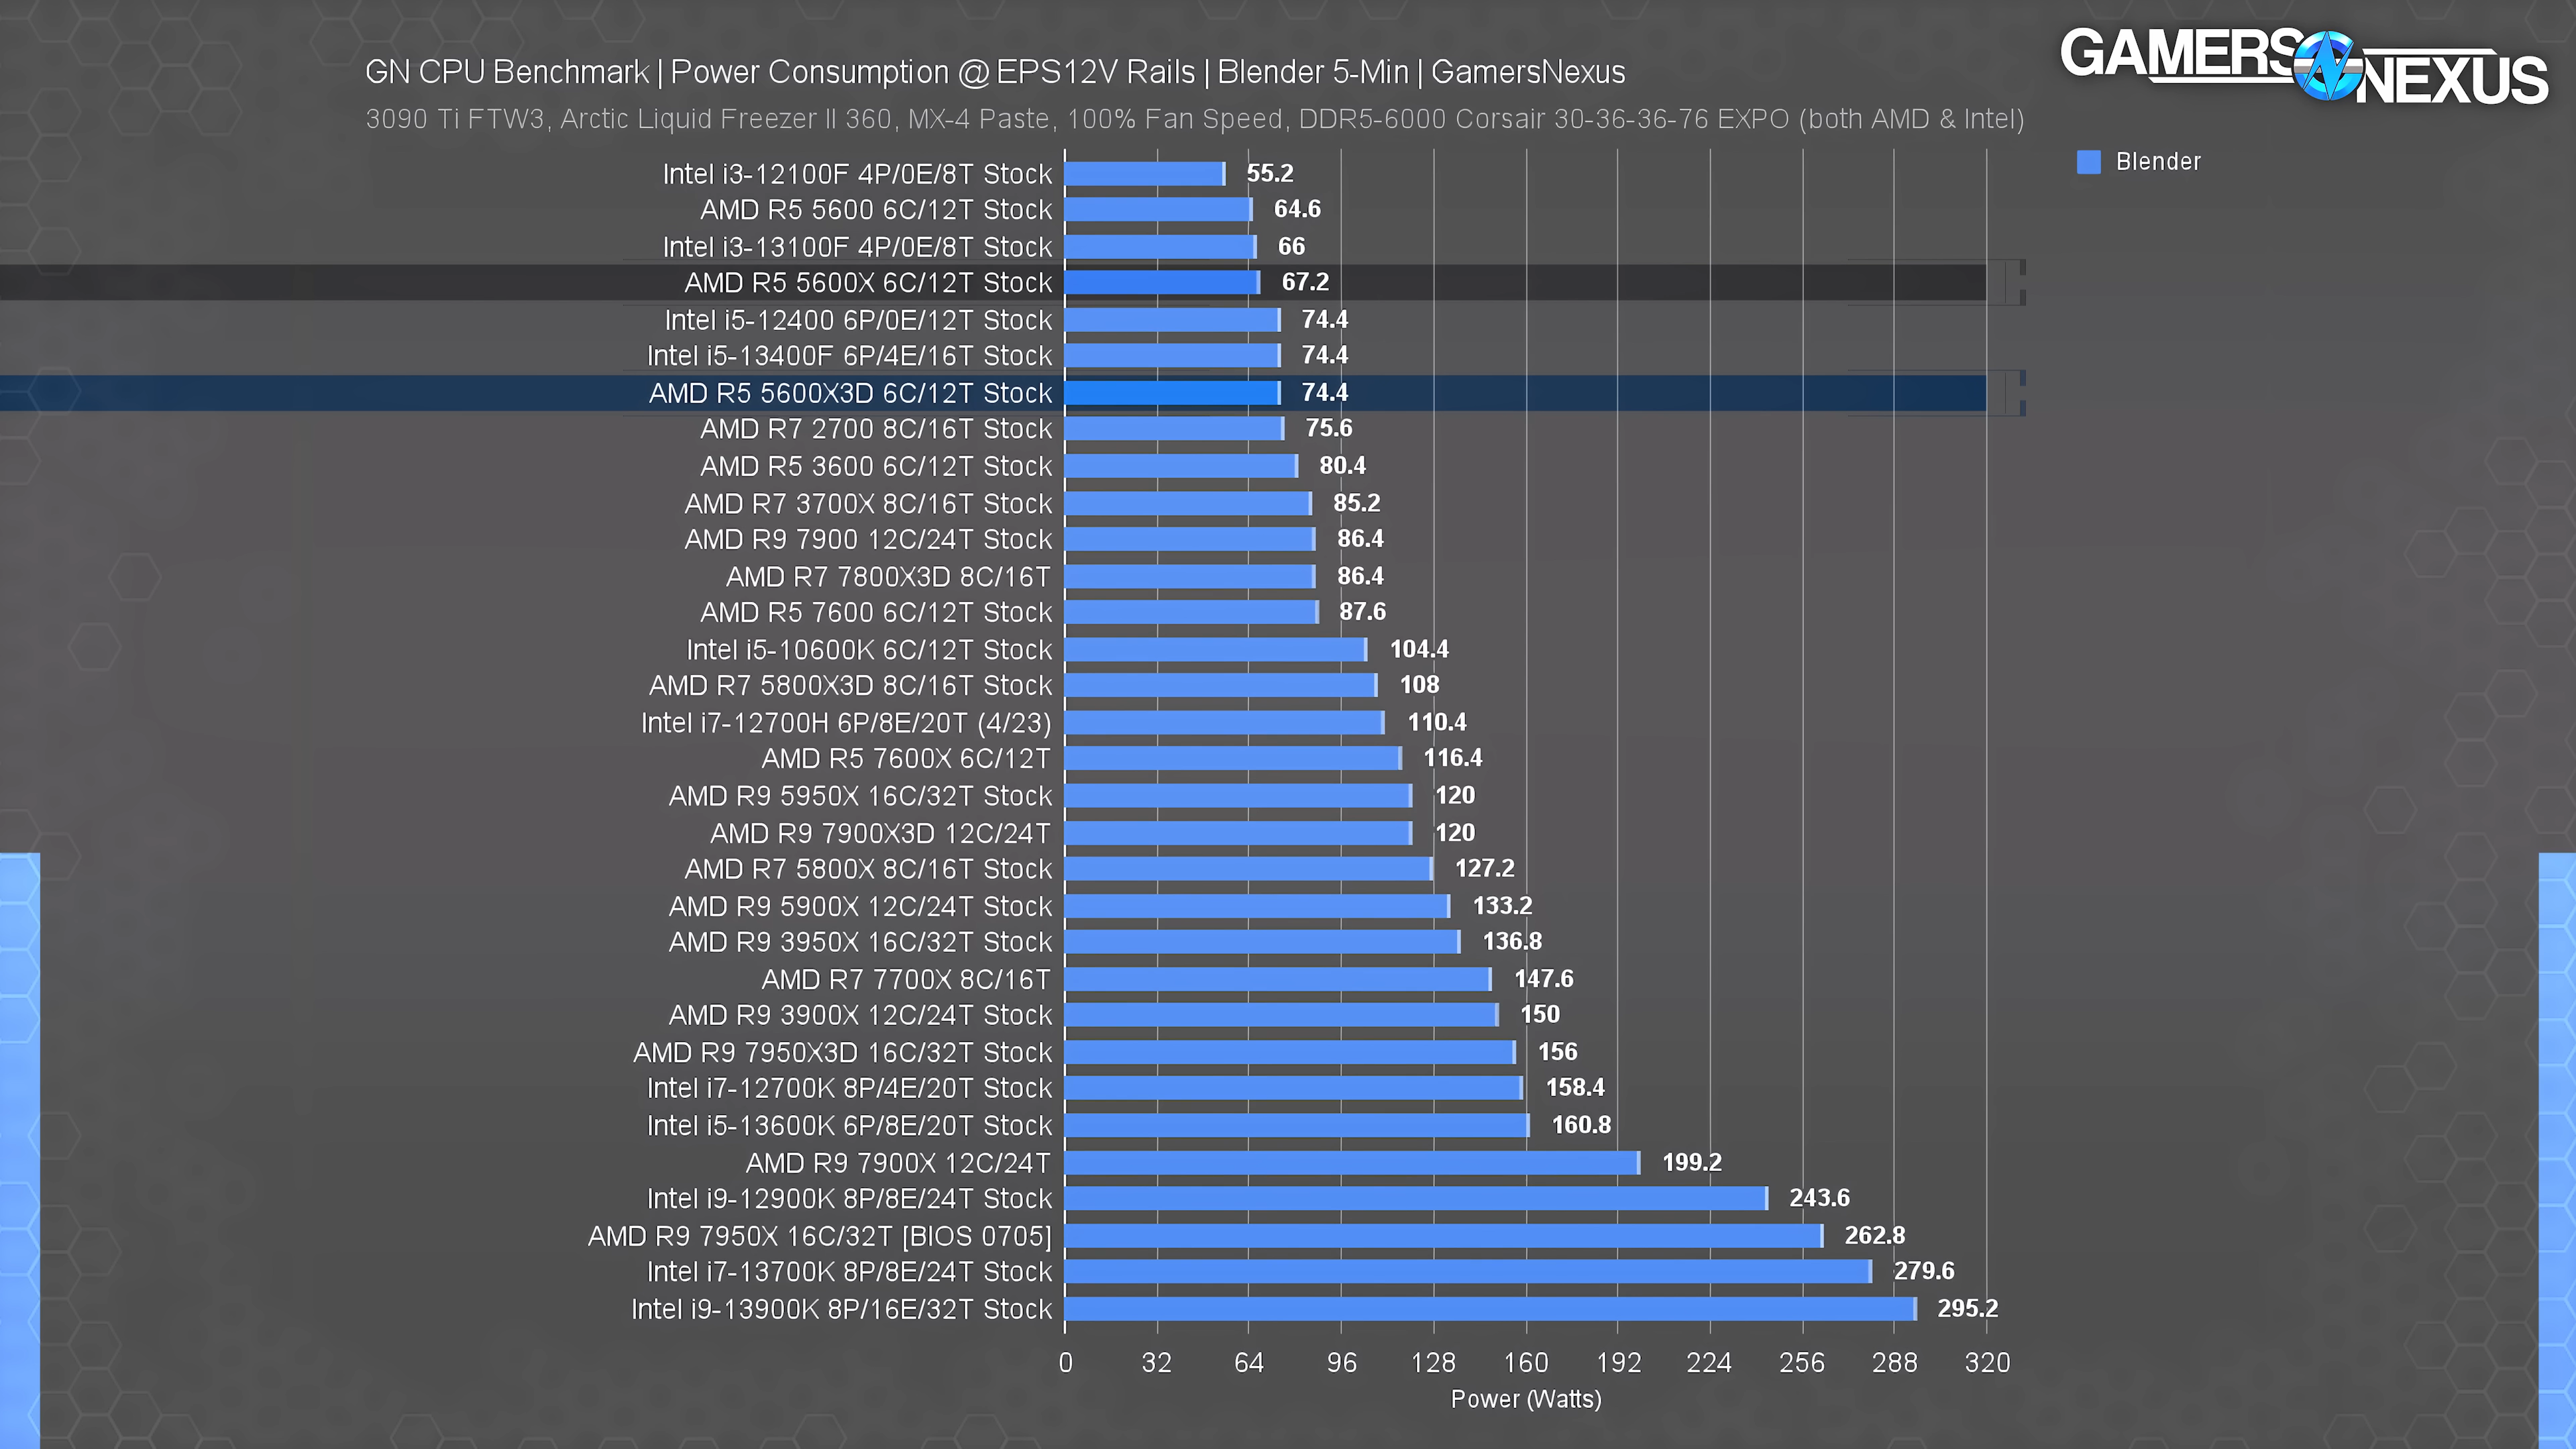 GAMERS NEXUS
GN CPU Benchmark | Power Consumption @ EPS12V Rails | Blender 5-Min | GamersNexus
3090 Ti FTW3, Arctic Liquid Freezer II 360, MX-4 Paste, 100% Fan Speed, DDR5-6000 Corsair 30-36-36-76 EXPO (both AMD & Intel)
Blender
Intel i3-12100F 4P/0E/8T Stock 55.2
AMD R5 5600 6C/12T Stock 64.6
Intel i3-13100F 4P/0E/8T Stock 66
AMD R5 5600X 6C/12T Stock 67.2
Intel i5-12400 6P/0E/12T Stock 74.4
Intel i5-13400F 6P/4E/16T Stock 74.4
AMD R5 5600X3D 6C/12T Stock 74.4
AMD R7 2700 8C/16T Stock 75.6
AMD R5 3600 6C/12T Stock 80.4
AMD R7 3700X 8C/16T Stock 85.2
AMD R9 7900 12C/24T Stock 86.4
AMD R7 7800X3D 8C/16T 86.4
AMD R5 7600 6C/12T Stock 87.6
Intel i5-10600K 6C/12T Stock 104.4
AMD R7 5800X3D 8C/16T Stock 108
Intel i7-12700H 6P/8E/20T (4/23) 110.4
AMD R5 7600X 6C/12T 116.4
AMD R9 5950X 16C/32T Stock 120
AMD R9 7900X3D 12C/24T 120
AMD R7 5800X 8C/16T Stock 127.2
AMD R9 5900X 12C/24T Stock 133.2
AMD R9 3950X 16C/32T Stock 136.8
AMD R7 7700X 8C/16T 147.6
AMD R9 3900X 12C/24T Stock 150
AMD R9 7950X3D 16C/32T Stock 156
Intel i7-12700K 8P/4E/20T Stock 158.4
Intel i5-13600K 6P/8E/20T Stock 160.8
AMD R9 7900X 12C/24T 199.2
Intel i9-12900K 8P/8E/24T Stock 243.6
AMD R9 7950X 16C/32T [BIOS 0705] 262.8
Intel i7-13700K 8P/8E/24T Stock 279.6
Intel i9-13900K 8P/16E/32T Stock 295.2
0 32 64 96 128 160 192 224 256 288 320
Power (Watts)